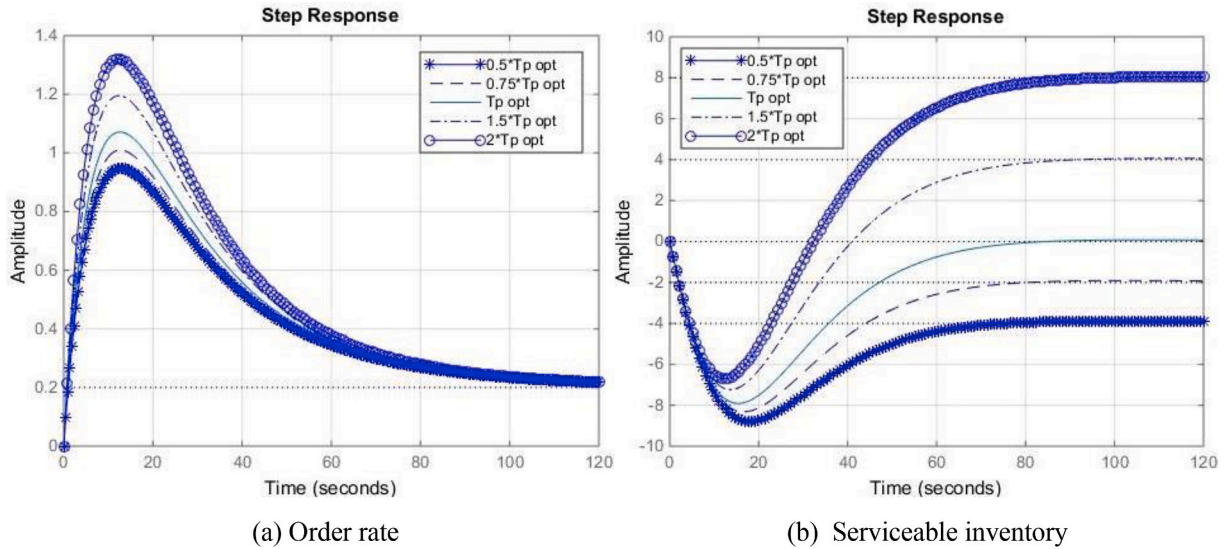 Step Response
1.4
1.2
1
0.8
0.6
0.4
0.2
0
Amplitude
0.5*Tp opt
0.75*Tp opt
Tp opt
1.5*Tp opt
2*Tp opt
0 20 40 60 80 100 120
Time (seconds)
(a) Order rate
Step Response
10
8
6
4
2
0
-2
-4
-6
-8
-10
Amplitude
0.5*Tp opt
0.75*Tp opt
Tp opt
1.5*Tp opt
2*Tp opt
0 20 40 60 80 100 120
Time (seconds)
(b) Serviceable inventory